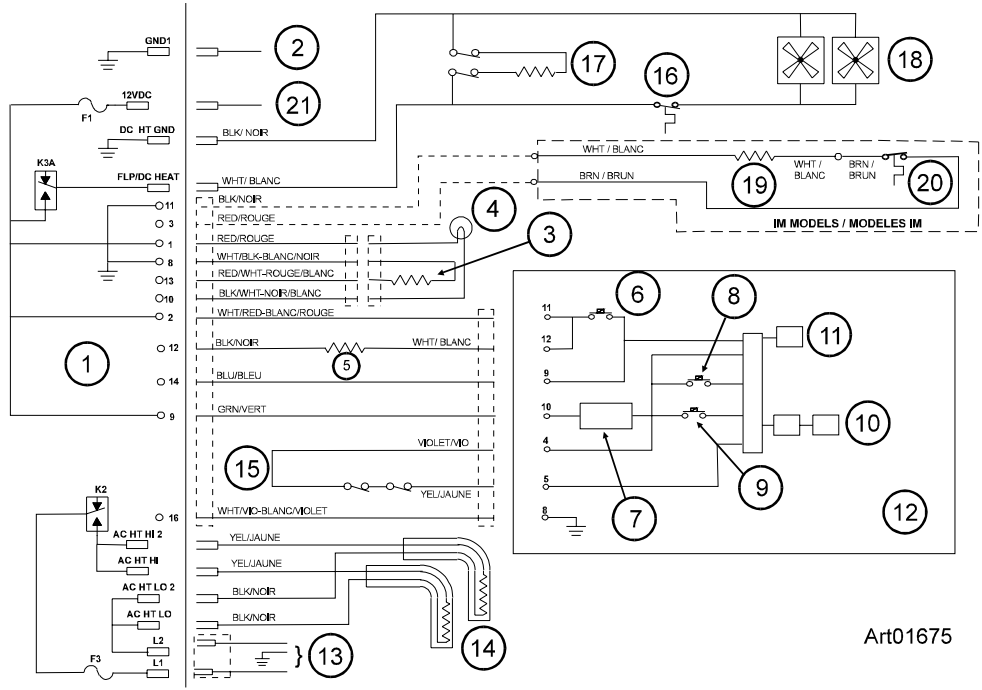 GND1
2
17
16
18
12VDC
F1
21
DC HT GND
BLK/ NOIR
K3A
FLP/DC HEAT
WHT/ BLANC
WHT / BLANC
19
WHT / BLANC
BRN / BRUN
20
BRN / BRUN
IM MODELS / MODELES IM
11
BLK/NOIR
3
RED/ROUGE
4
1
RED/ROUGE
3
8
WHT/BLK-BLANC/NOIR
13
RED/WHT-ROUGE/BLANC
10
BLK/WHT-NOIR/BLANC
2
WHT/RED-BLANC/ROUGE
12
BLK/NOIR
5
WHT/ BLANC
1
14
BLU/BLEU
9
GRN/VERT
VIOLET/VIO
15
YEL/JAUNE
16
WHT/VIO-BLANC/VIOLET
6
8
11
12
9
11
10
4
5
8
7
9
10
12
K2
AC HT HI 2
YEL/JAUNE
AC HT HI
YEL/JAUNE
AC HT LO 2
BLK/NOIR
AC HT LO
BLK/NOIR
L2
F3
L1
}
13
14
Art01675